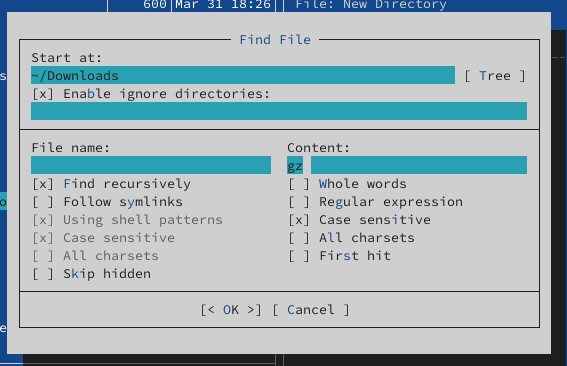 600 Mar 31 18:26 File: New Directory
Find File
Start at:
~/Downloads [ Tree ]
[x] Enable ignore directories:
File name: Content:
gz
[x] Find recursively [ ] Whole words
[ ] Follow symlinks [ ] Regular expression
[x] Using shell patterns [x] Case sensitive
[x] Case sensitive [ ] All charsets
[ ] All charsets [ ] First hit
[ ] Skip hidden
[< OK >] [ Cancel ]